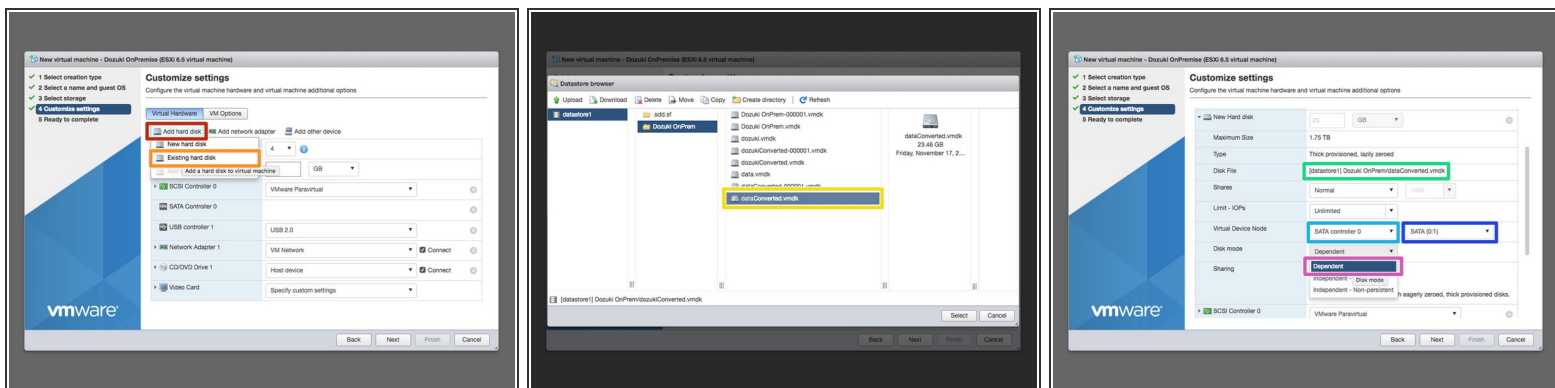 New virtual machine - Dozuki OnPremise (ESXi 6.5 virtual machine)
1 Select creation type
2 Select a name and guest OS
3 Select storage
4 Customize settings
5 Ready to complete
Customize settings
Configure the virtual machine hardware and virtual machine additional options
Virtual Hardware VM Options
Add hard disk Add network adapter Add other device
New hard disk
4
Existing hard disk
Add a hard disk to virtual machine
GB
SCSI Controller 0 VMware Paravirtual
SATA Controller 0
USB controller 1 USB 2.0
Network Adapter 1 VM Network Connect
CD/DVD Drive 1 Host device Connect
Video Card Specify custom settings
vmware
Back Next Finish Cancel
New virtual machine - Dozuki OnPremise (ESXi 6.5 virtual machine)
Datastore browser
Upload Download Delete Move Copy Create directory Refresh
datastore1
.sdd.sf
Dozuki OnPrem
Dozuki OnPrem-000001.vmdk
Dozuki OnPrem.vmdk
dozuki.vmdk
dozukiConverted-000001.vmdk
dozukiConverted.vmdk
data.vmdk
dataConverted-000001.vmdk
dataConverted.vmdk
dataConverted.vmdk
23.46 GB
Friday, November 17, 2...
[datastore1] Dozuki OnPrem/dozukiConverted.vmdk
Select Cancel
Back Next Finish Cancel
New virtual machine - Dozuki OnPremise (ESXi 6.5 virtual machine)
1 Select creation type
2 Select a name and guest OS
3 Select storage
4 Customize settings
5 Ready to complete
Customize settings
Configure the virtual machine hardware and virtual machine additional options
New Hard disk 23 GB
Maximum Size 1.75 TB
Type Thick provisioned, lazily zeroed
Disk File [datastore1] Dozuki OnPrem/dataConverted.vmdk
Shares Normal
Limit - IOPs Unlimited
Virtual Device Node SATA controller 0 SATA (0:1)
Disk mode Dependent
Sharing Dependent
Independent - Disk mode
Independent - Non-persistent
eagerly zeroed, thick provisioned disks.
SCSI Controller 0 VMware Paravirtual
vmware
Back Next Finish Cancel